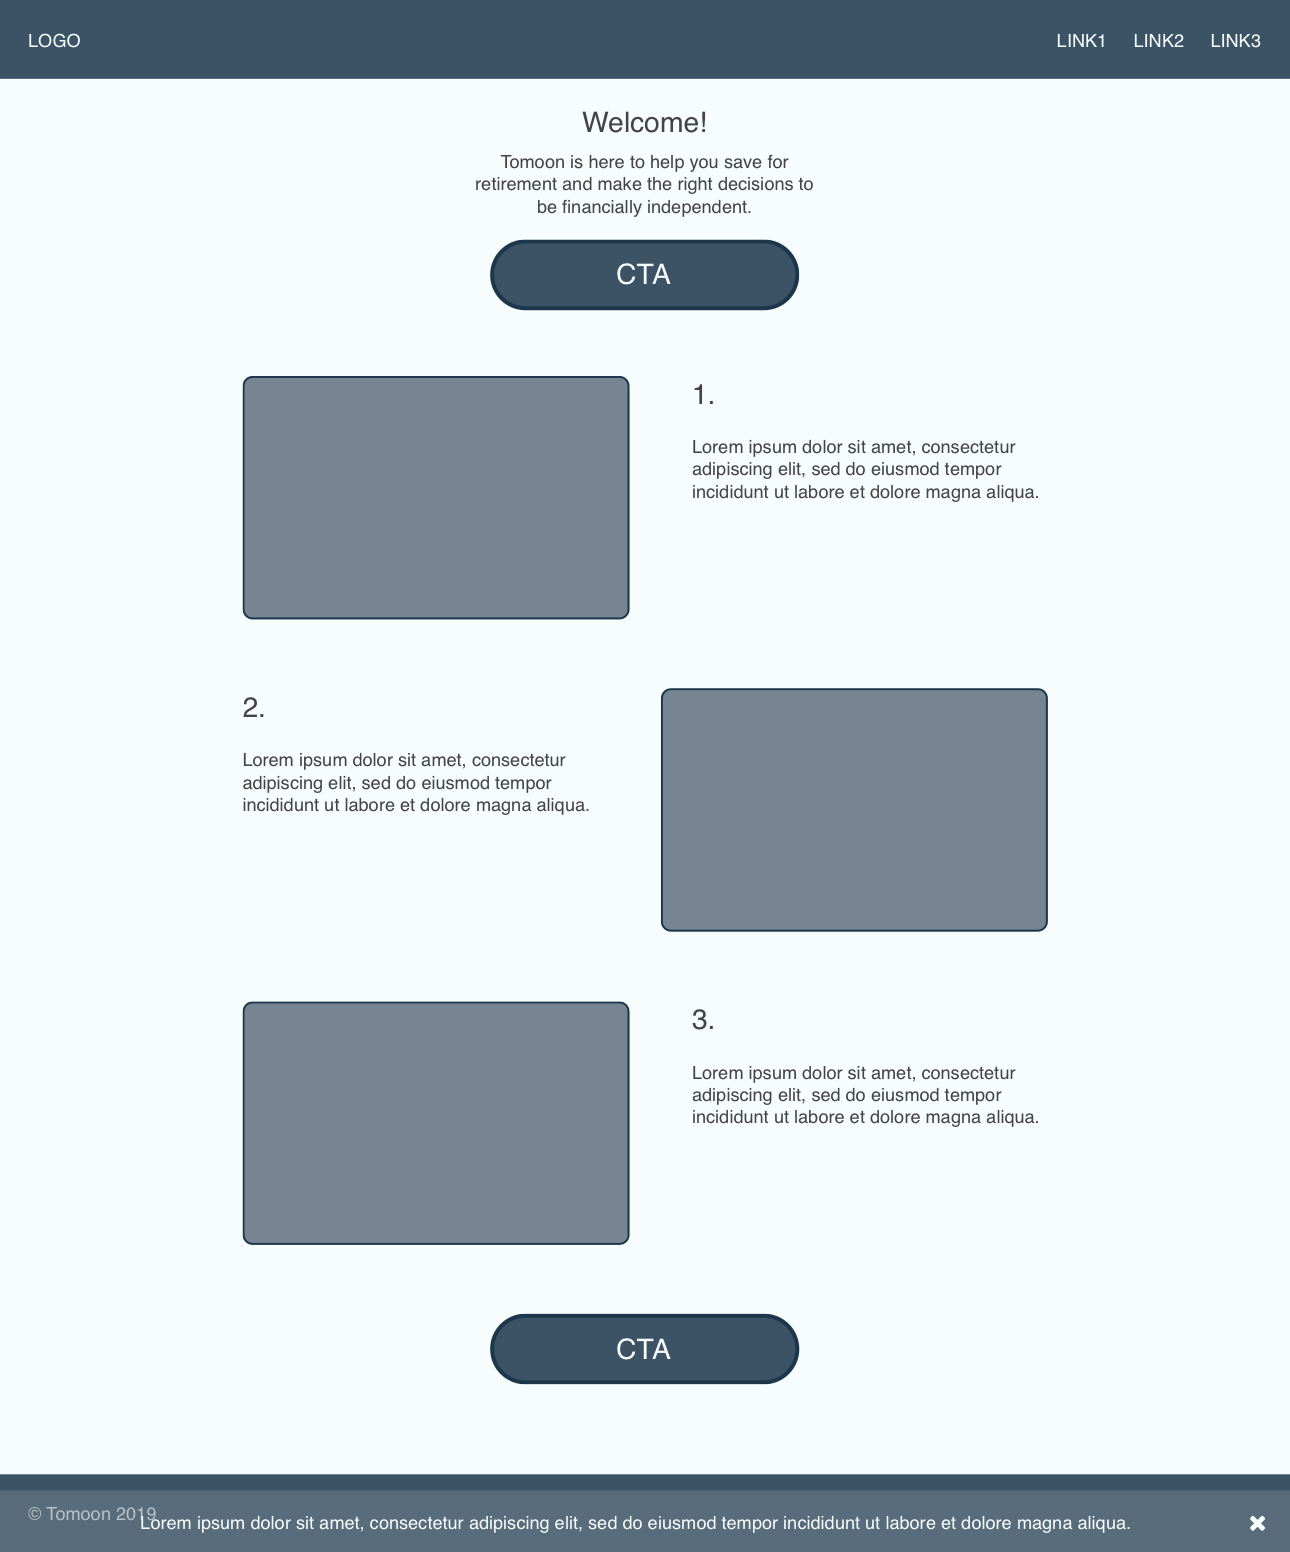 LOGO
LINK1 LINK2 LINK3
Welcome!
Tomoon is here to help you save for
retirement and make the right decisions to
be financially independent.
CTA
1.
Lorem ipsum dolor sit amet, consectetur
adipiscing elit, sed do eiusmod tempor
incididunt ut labore et dolore magna aliqua.
2.
Lorem ipsum dolor sit amet, consectetur
adipiscing elit, sed do eiusmod tempor
incididunt ut labore et dolore magna aliqua.
3.
Lorem ipsum dolor sit amet, consectetur
adipiscing elit, sed do eiusmod tempor
incididunt ut labore et dolore magna aliqua.
CTA
© Tomoon 2019
Lorem ipsum dolor sit amet, consectetur adipiscing elit, sed do eiusmod tempor incididunt ut labore et dolore magna aliqua.